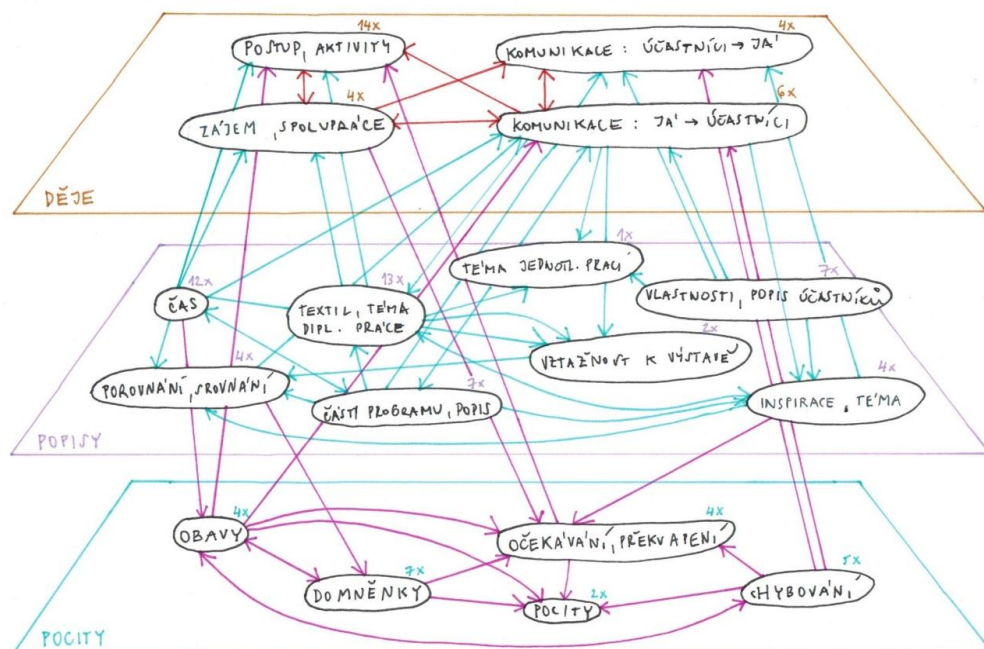 14x
POSTUP, AKTIVITY
4x
KOMUNIKACE : ÚČASTNÍCI → JÁ
4x
ZÁJEM, SPOLUPRÁCE
6x
KOMUNIKACE : JÁ → ÚČASTNÍCI
DĚJE
1x
TÉMA JEDNOTL. PRACÍ
12x
ČAS
13x
TEXTIL, TÉMA
DIPL. PRÁCE
7x
VLASTNOSTI, POPIS ÚČASTNÍKŮ
2x
VZTAŽNOST K VÝSTAVĚ
4x
POROVNÁNÍ, SROVNÁNÍ
7x
ČÁSTI PROGRAMU, POPIS
4x
INSPIRACE, TÉMA
POPISY
4x
OBAVY
4x
OČEKÁVÁNÍ, PŘEKVAPENÍ
7x
DOMNĚNKY
2x
POCITY
5x
CHYBOVÁNÍ
POCITY